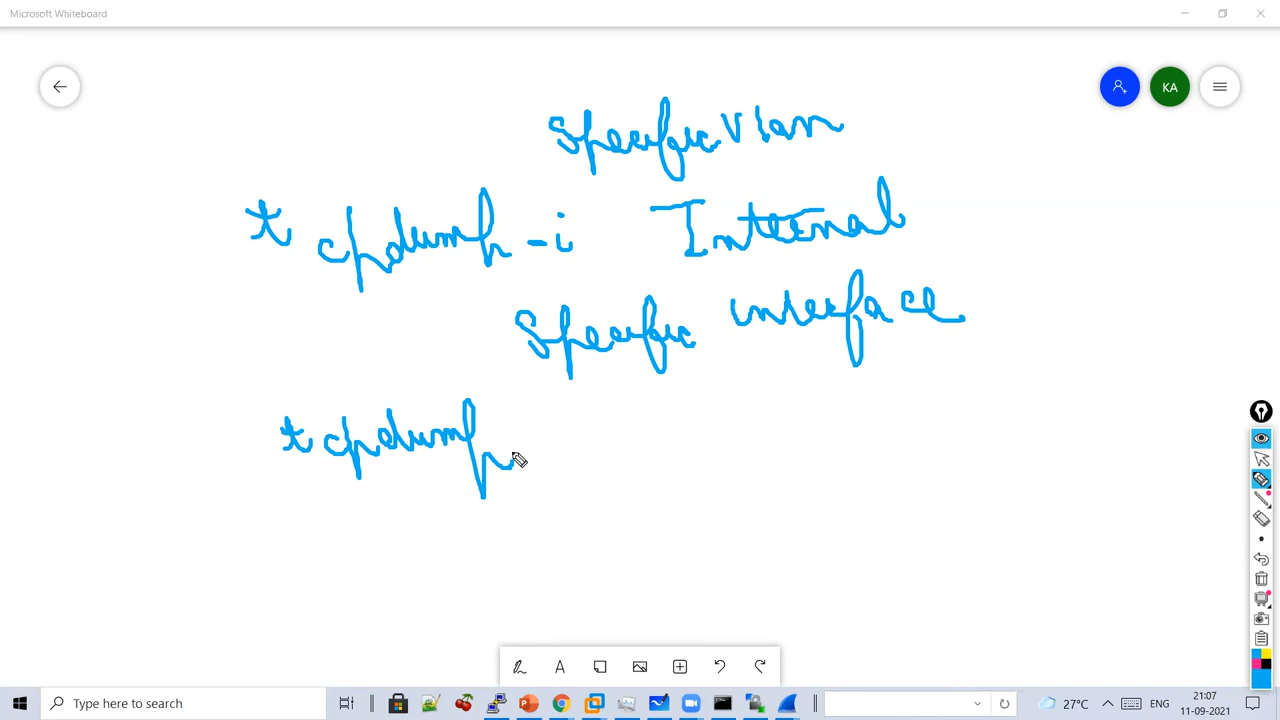 Microsoft Whiteboard
KA
Specific Vlan
tcpdump -i Internal
Specific interface
tcpdump
Type here to search
27°C
ENG
21:07
11-09-2021